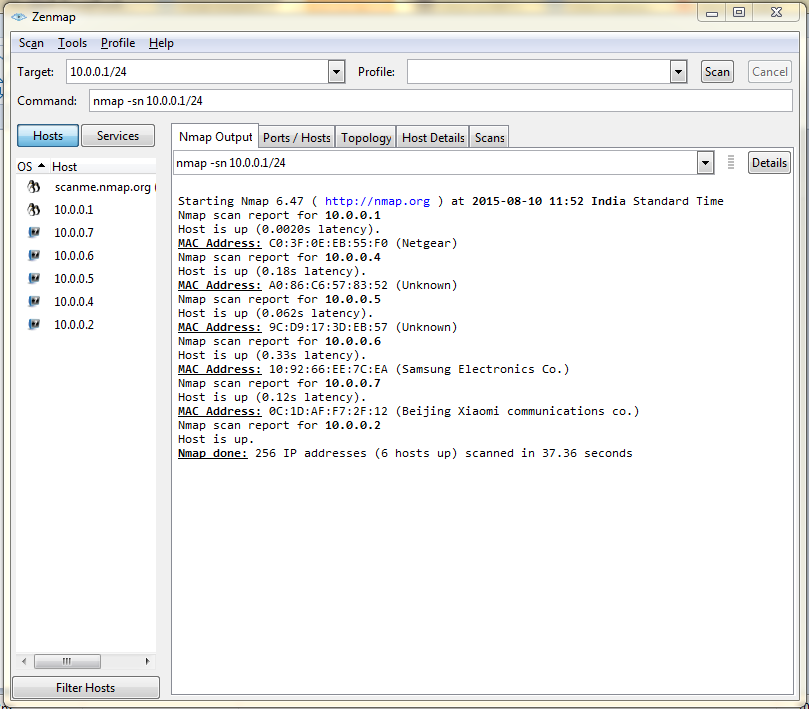 Zenmap
Scan Tools Profile Help
Target: 10.0.0.1/24 Profile: Scan Cancel
Command: nmap -sn 10.0.0.1/24
Hosts Services
Nmap Output Ports / Hosts Topology Host Details Scans
OS Host
nmap -sn 10.0.0.1/24 Details
scanme.nmap.org (
10.0.0.1
10.0.0.7
10.0.0.6
10.0.0.5
10.0.0.4
10.0.0.2
Filter Hosts
Starting Nmap 6.47 ( http://nmap.org ) at 2015-08-10 11:52 India Standard Time
Nmap scan report for 10.0.0.1
Host is up (0.0020s latency).
MAC Address: C0:3F:0E:EB:55:F0 (Netgear)
Nmap scan report for 10.0.0.4
Host is up (0.18s latency).
MAC Address: A0:86:C6:57:83:52 (Unknown)
Nmap scan report for 10.0.0.5
Host is up (0.062s latency).
MAC Address: 9C:D9:17:3D:EB:57 (Unknown)
Nmap scan report for 10.0.0.6
Host is up (0.33s latency).
MAC Address: 10:92:66:EE:7C:EA (Samsung Electronics Co.)
Nmap scan report for 10.0.0.7
Host is up (0.12s latency).
MAC Address: 0C:1D:AF:F7:2F:12 (Beijing Xiaomi communications co.)
Nmap scan report for 10.0.0.2
Host is up.
Nmap done: 256 IP addresses (6 hosts up) scanned in 37.36 seconds